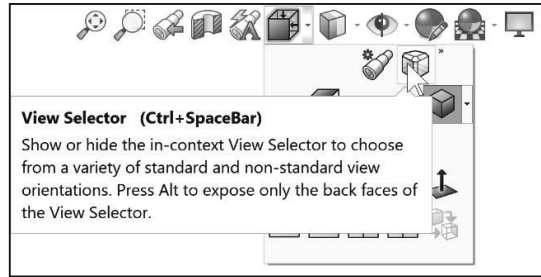 View Selector (Ctrl+SpaceBar)
Show or hide the in-context View Selector to choose
from a variety of standard and non-standard view
orientations. Press Alt to expose only the back faces of
the View Selector.